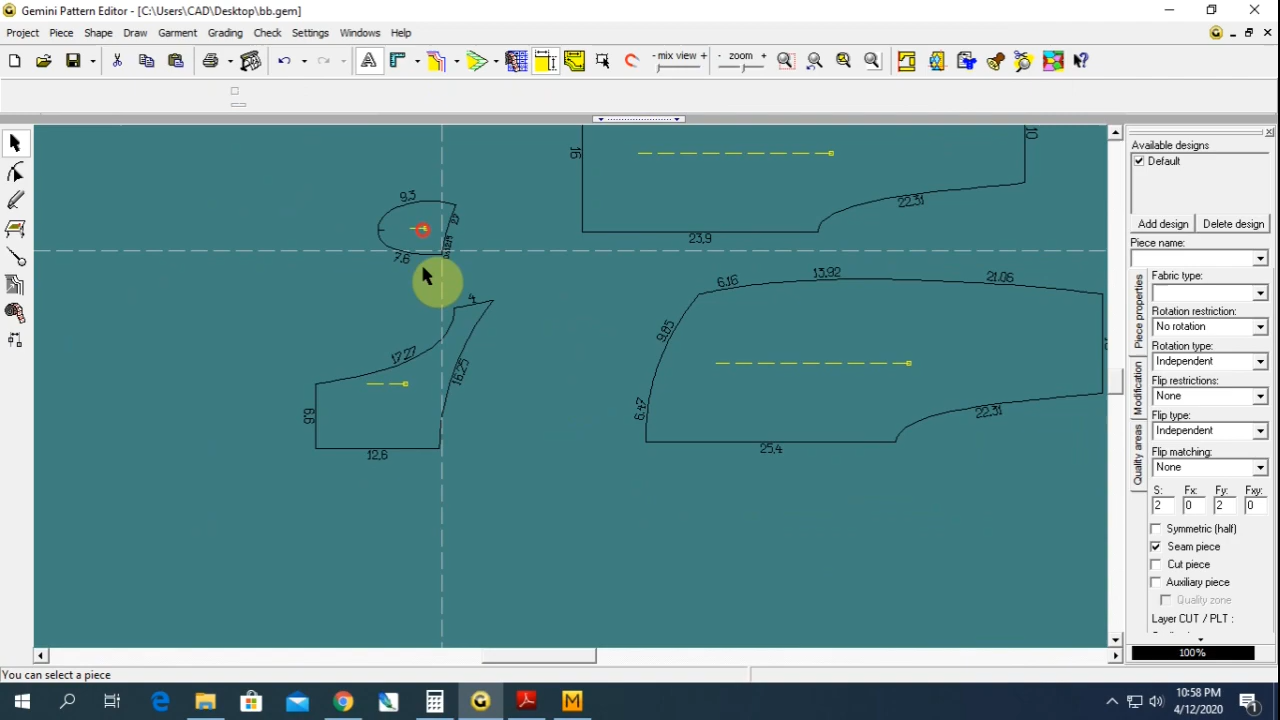 Gemini Pattern Editor - [C:\Users\CAD\Desktop\bb.gem]
Project Piece Shape Draw Garment Grading Check Settings Windows Help
- mix view +
- zoom +
Available designs
Default
Add design Delete design
Piece name:
Fabric type:
Rotation restriction:
No rotation
Rotation type:
Independent
Flip restrictions:
None
Flip type:
Independent
Flip matching:
None
S: Fx: Fy: Fxy:
2 0 2 0
Symmetric (half)
Seam piece
Cut piece
Auxiliary piece
Quality zone
Layer CUT / PLT :
100%
Piece properties
Modification
Quality areas
16
10
22,31
23,9
9,3
7,6
4
17,27
16,25
9,9
12,6
6,16
13,92
21,06
9,85
6,47
22,31
25,4
You can select a piece
10:58 PM
4/12/2020